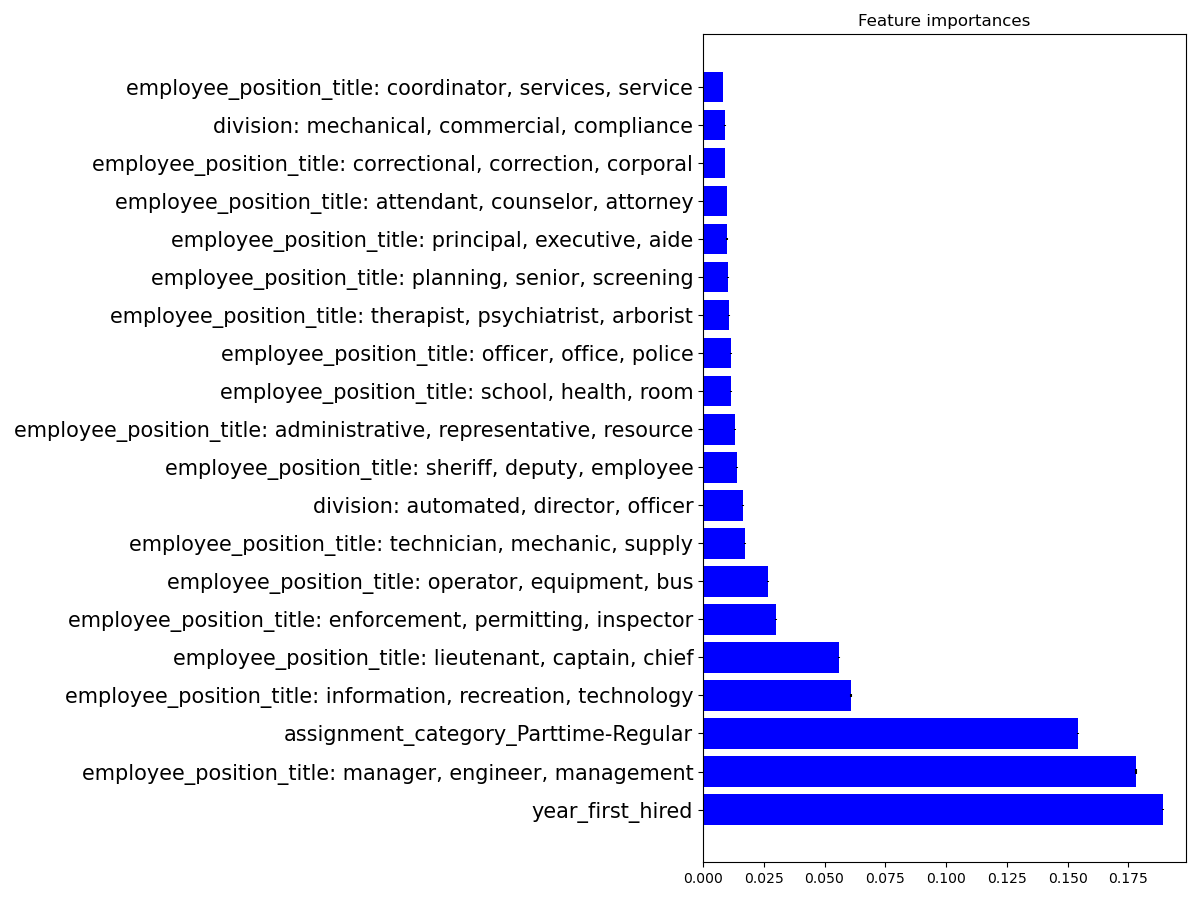 Feature importances
employee_position_title: coordinator, services, service
division: mechanical, commercial, compliance
employee_position_title: correctional, correction, corporal
employee_position_title: attendant, counselor, attorney
employee_position_title: principal, executive, aide
employee_position_title: planning, senior, screening
employee_position_title: therapist, psychiatrist, arborist
employee_position_title: officer, office, police
employee_position_title: school, health, room
employee_position_title: administrative, representative, resource
employee_position_title: sheriff, deputy, employee
division: automated, director, officer
employee_position_title: technician, mechanic, supply
employee_position_title: operator, equipment, bus
employee_position_title: enforcement, permitting, inspector
employee_position_title: lieutenant, captain, chief
employee_position_title: information, recreation, technology
assignment_category_Parttime-Regular
employee_position_title: manager, engineer, management
year_first_hired
0.000 0.025 0.050 0.075 0.100 0.125 0.150 0.175